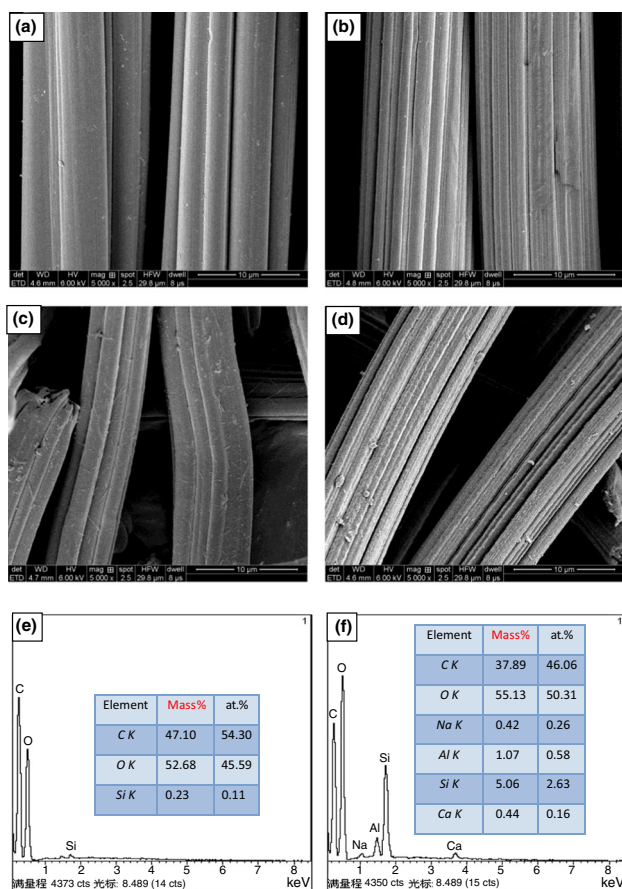 (a)
(b)
det WD HV mag ⊞ spot HFW dwell 10 µm
ETD 4.6 mm 6.00 kV 5 000 x 2.5 29.8 µm 8 µs
det WD HV mag ⊞ spot HFW dwell 10 µm
ETD 4.8 mm 6.00 kV 5 000 x 2.5 29.8 µm 8 µs
(c)
(d)
det WD HV mag ⊞ spot HFW dwell 10 µm
ETD 4.7 mm 6.00 kV 5 000 x 2.5 29.8 µm 8 µs
det WD HV mag ⊞ spot HFW dwell 10 µm
ETD 4.6 mm 6.00 kV 5 000 x 2.5 29.8 µm 8 µs
(e)
1
C
O
Element Mass% at.%
C K 47.10 54.30
O K 52.68 45.59
Si K 0.23 0.11
Si
1 2 3 4 5 6 7 8
满量程 4373 cts 光标: 8.489 (14 cts) keV
(f)
1
O
C
Si
Element Mass% at.%
C K 37.89 46.06
O K 55.13 50.31
Na K 0.42 0.26
Al K 1.07 0.58
Si K 5.06 2.63
Ca K 0.44 0.16
Na
Al
Ca
0 1 2 3 4 5 6 7 8
满量程 4350 cts 光标: 8.489 (15 cts) keV